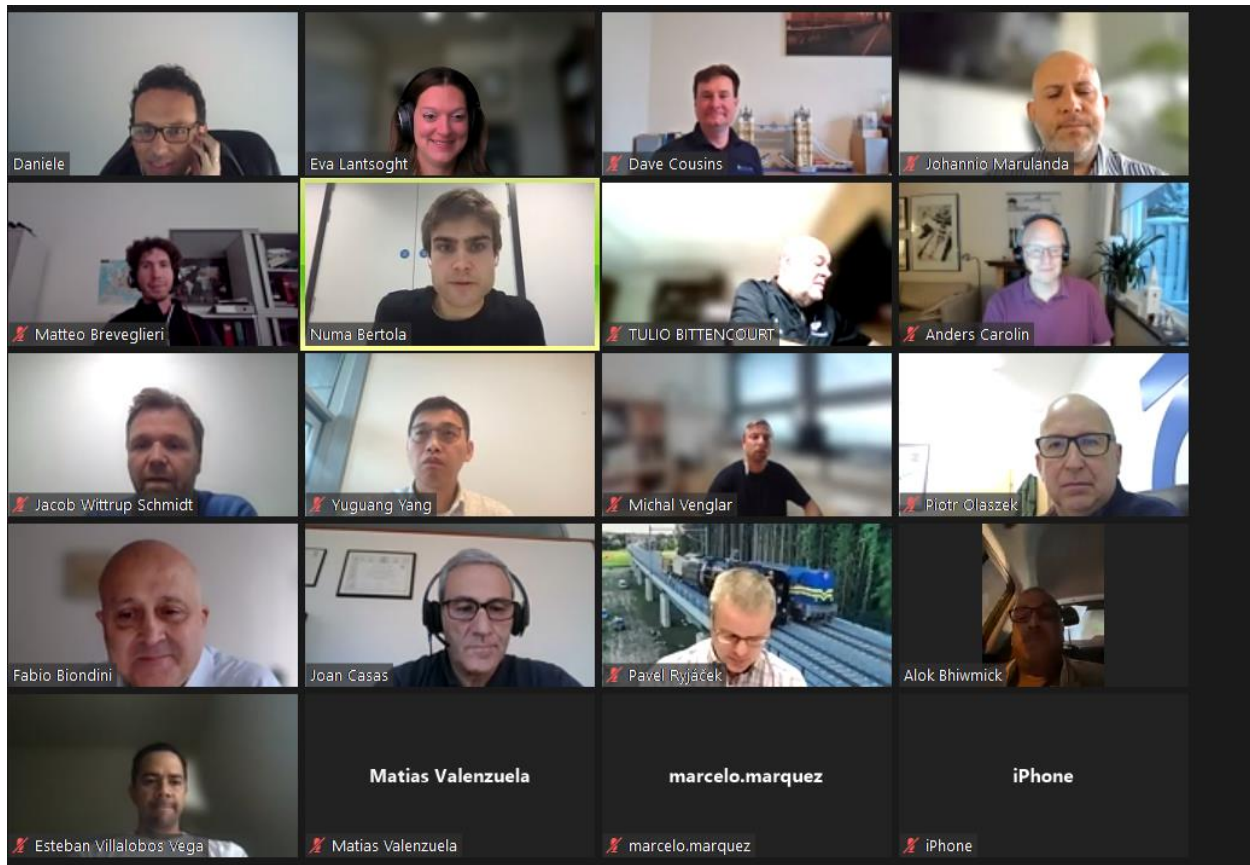 Daniele
Eva Lantsoght
Dave Cousins
Johannio Marulanda
Matteo Breveglieri
Numa Bertola
TULIO BITTENCOURT
Anders Carolin
Jacob Wittrup Schmidt
Yuguang Yang
Michal Venglar
Piotr Olaszek
Fabio Biondini
Joan Casas
Pavel Ryjáček
Alok Bhiwmick
Esteban Villalobos Vega
Matias Valenzuela
Matias Valenzuela
marcelo.marquez
marcelo.marquez
iPhone
iPhone